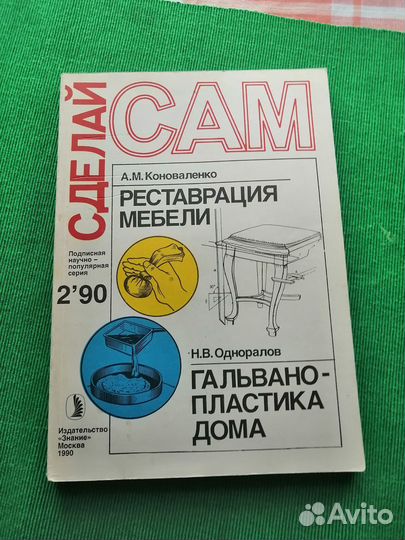 СДЕЛАЙ
САМ
А.М.Коноваленко
РЕСТАВРАЦИЯ
МЕБЕЛИ
Подписная
научно –
популярная
серия
2'90
Н.В.Одноралов
ГАЛЬВАНО-
ПЛАСТИКА
ДОМА
Издательство
«Знание»
Москва
1990
Avito